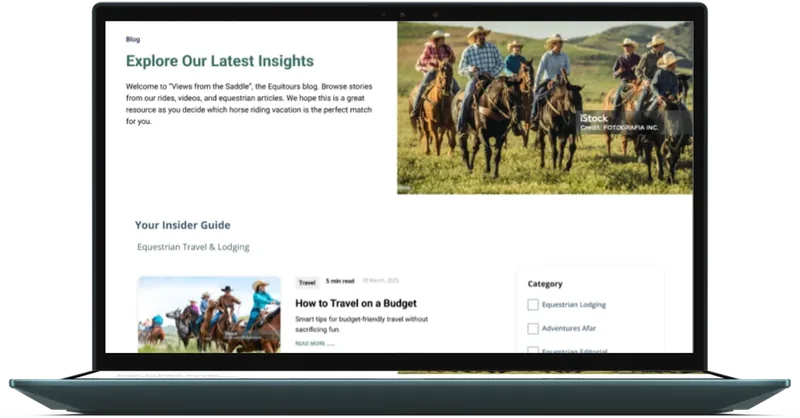 Blog
Explore Our Latest Insights
Welcome to "Views from the Saddle", the Equitours blog. Browse stories
from our rides, videos, and equestrian articles. We hope this is a great
resource as you decide which horse riding vacation is the perfect match
for you.
iStock
Credit: FOTOGRAFIA INC.
Your Insider Guide
Equestrian Travel & Lodging
Travel 5 min read March, 2025
How to Travel on a Budget
Smart tips for budget-friendly travel without
sacrificing fun.
READ MORE ......
Category
Equestrian Lodging
Adventures Afar
Equestrian Editorial